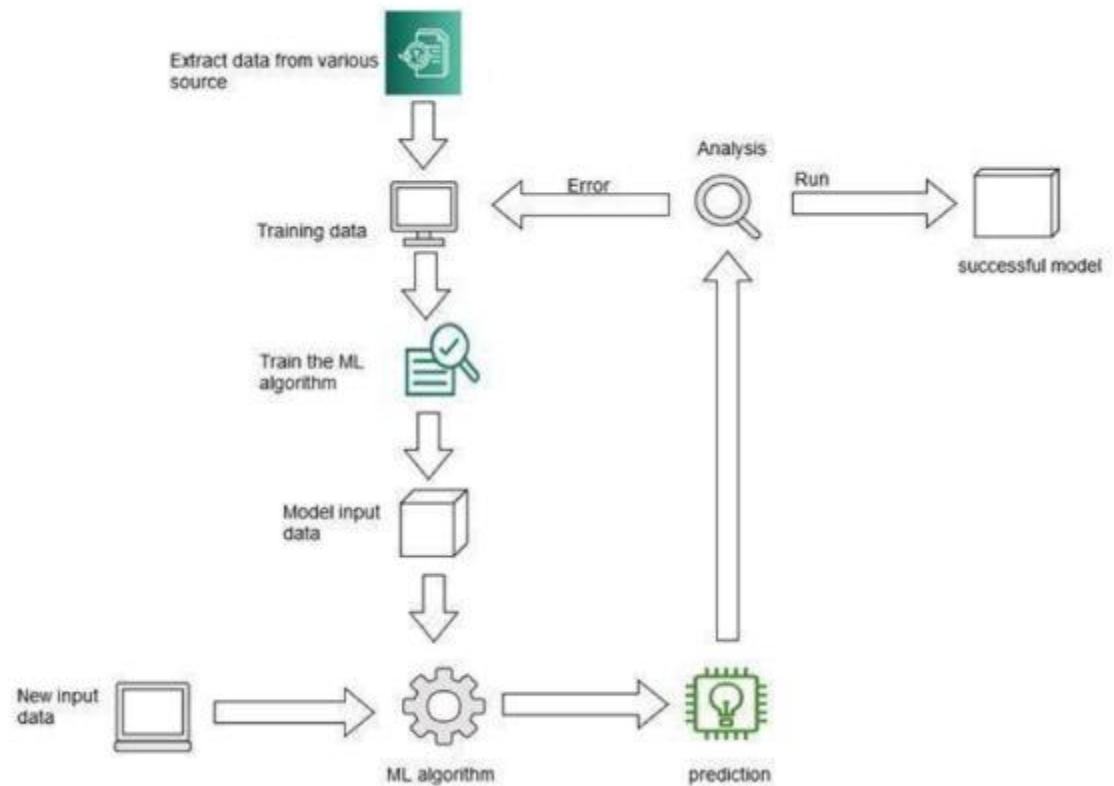 Extract data from various
source
Analysis
Error
Run
Training data
successful model
Train the ML
algorithm
Model input
data
New input
data
ML algorithm
prediction